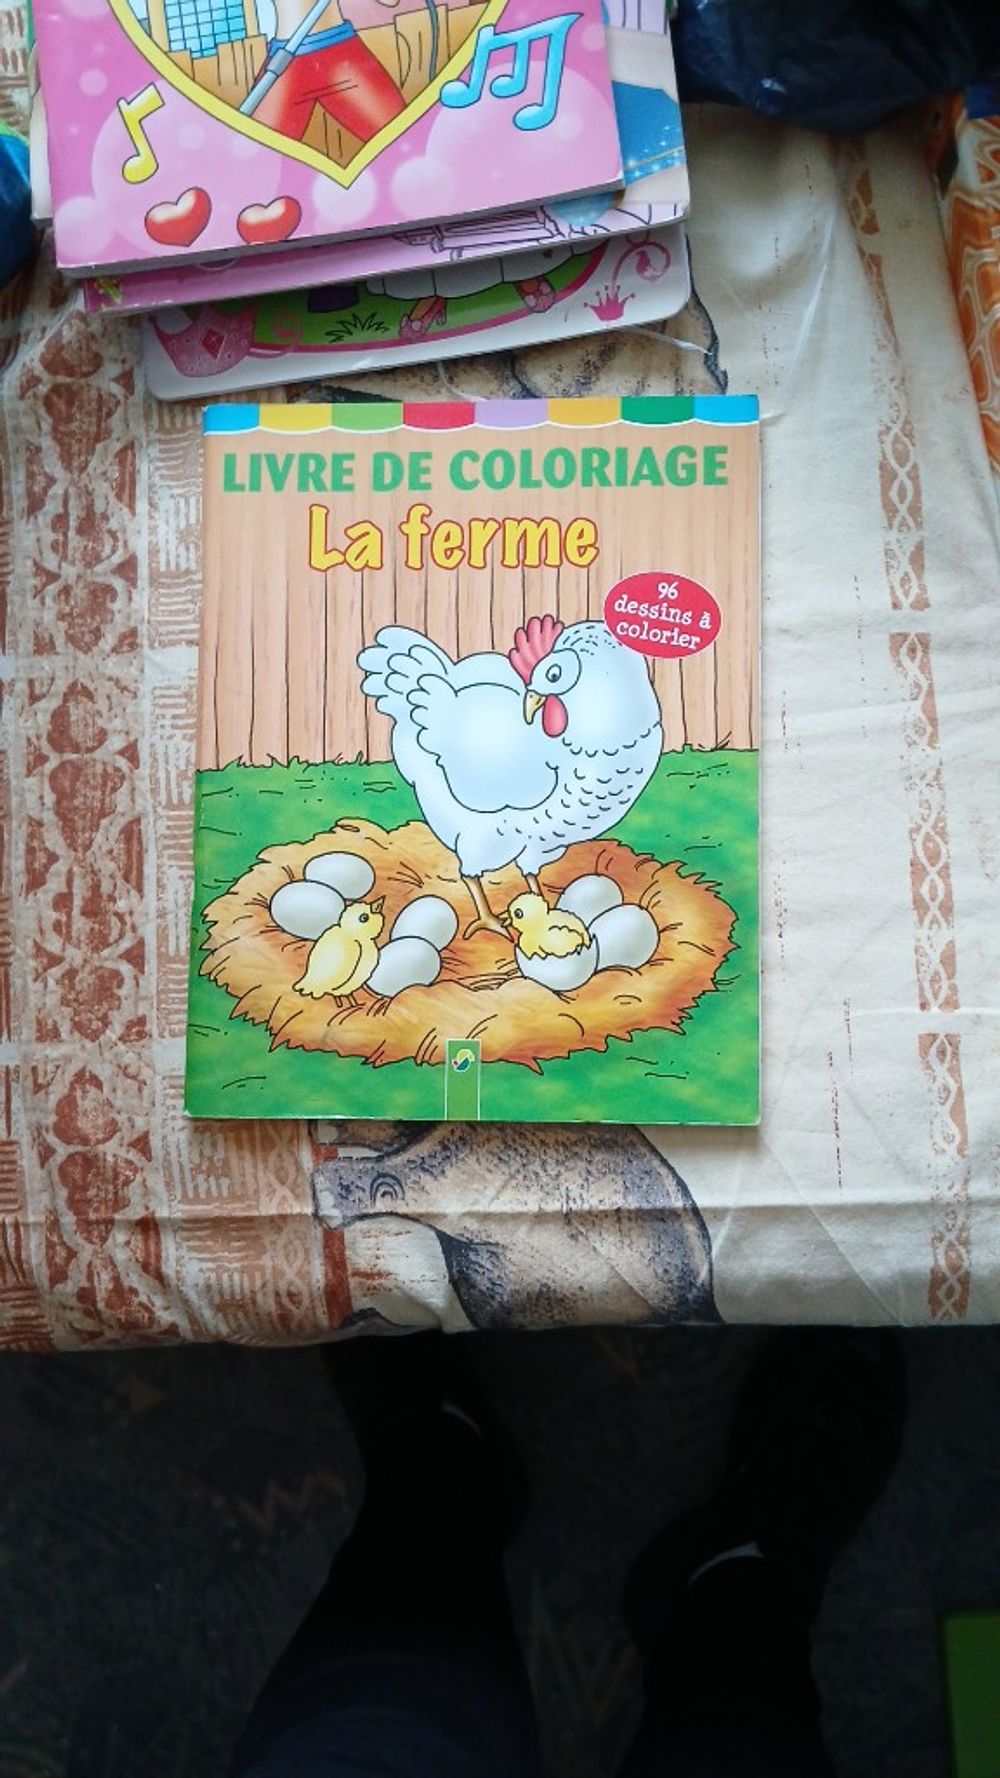 LIVRE DE COLORIAGE
La ferme
96
dessins à
colorier